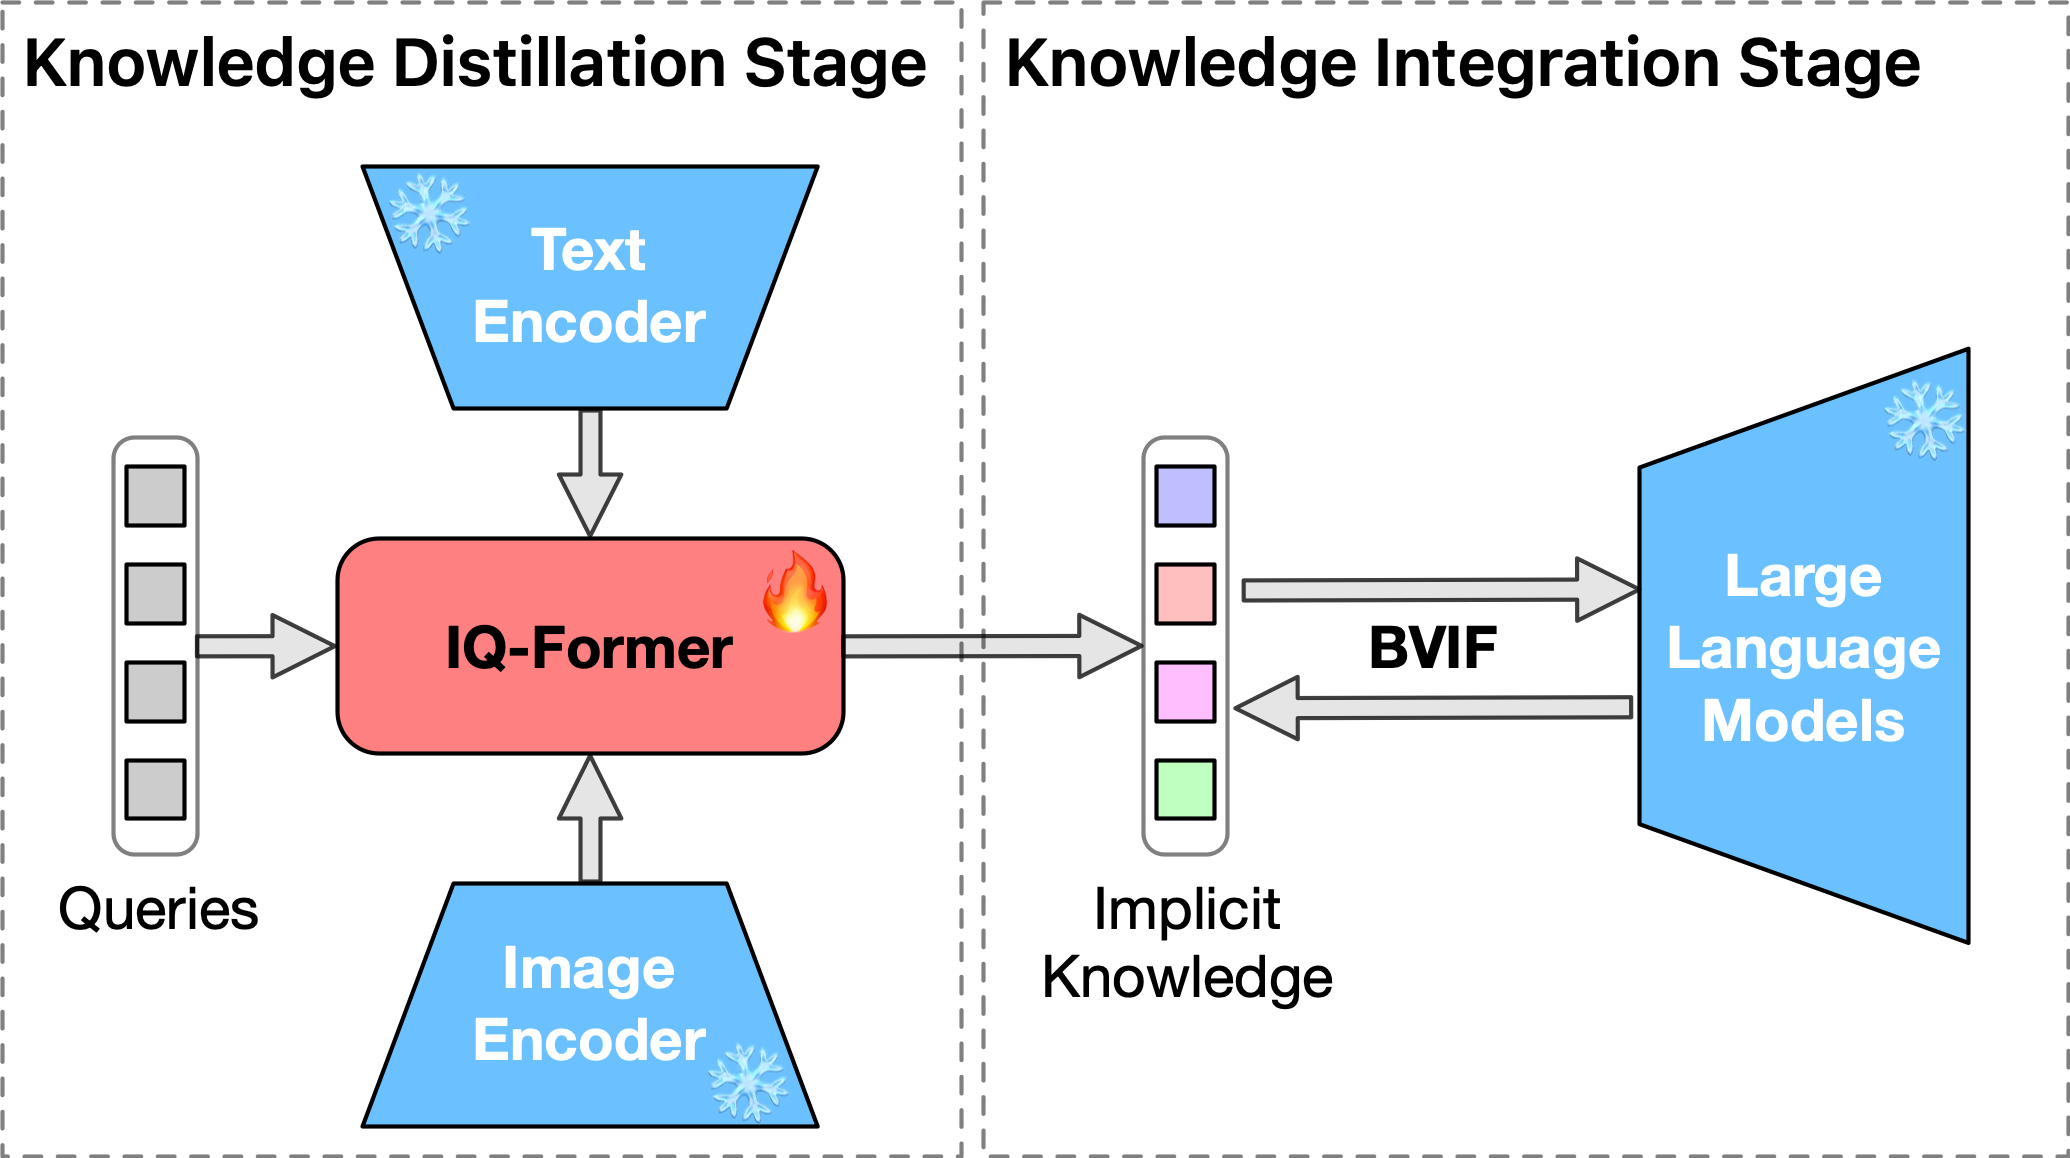 Knowledge Distillation Stage
Text
Encoder
IQ-Former
Queries
Image
Encoder
Knowledge Integration Stage
BVIF
Implicit
Knowledge
Large
Language
Models